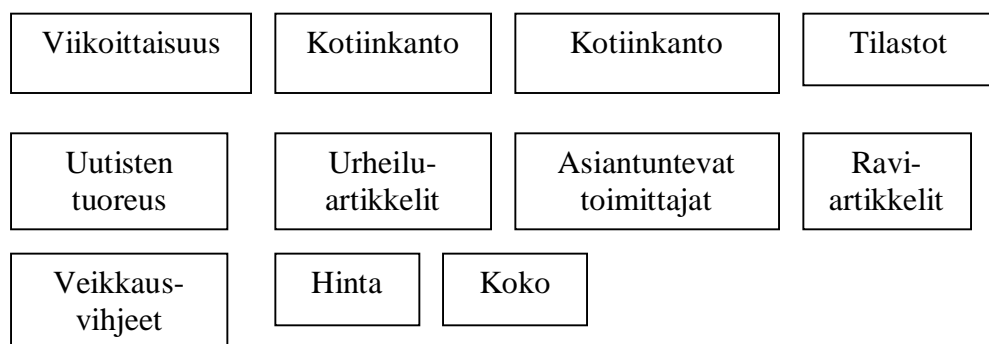 Viikoittaisuus
Kotiinkanto
Kotiinkanto
Tilastot
Uutisten
tuoreus
Urheilu-
artikkelit
Asiantuntevat
toimittajat
Ravi-
artikkelit
Veikkaus-
vihjeet
Hinta
Koko